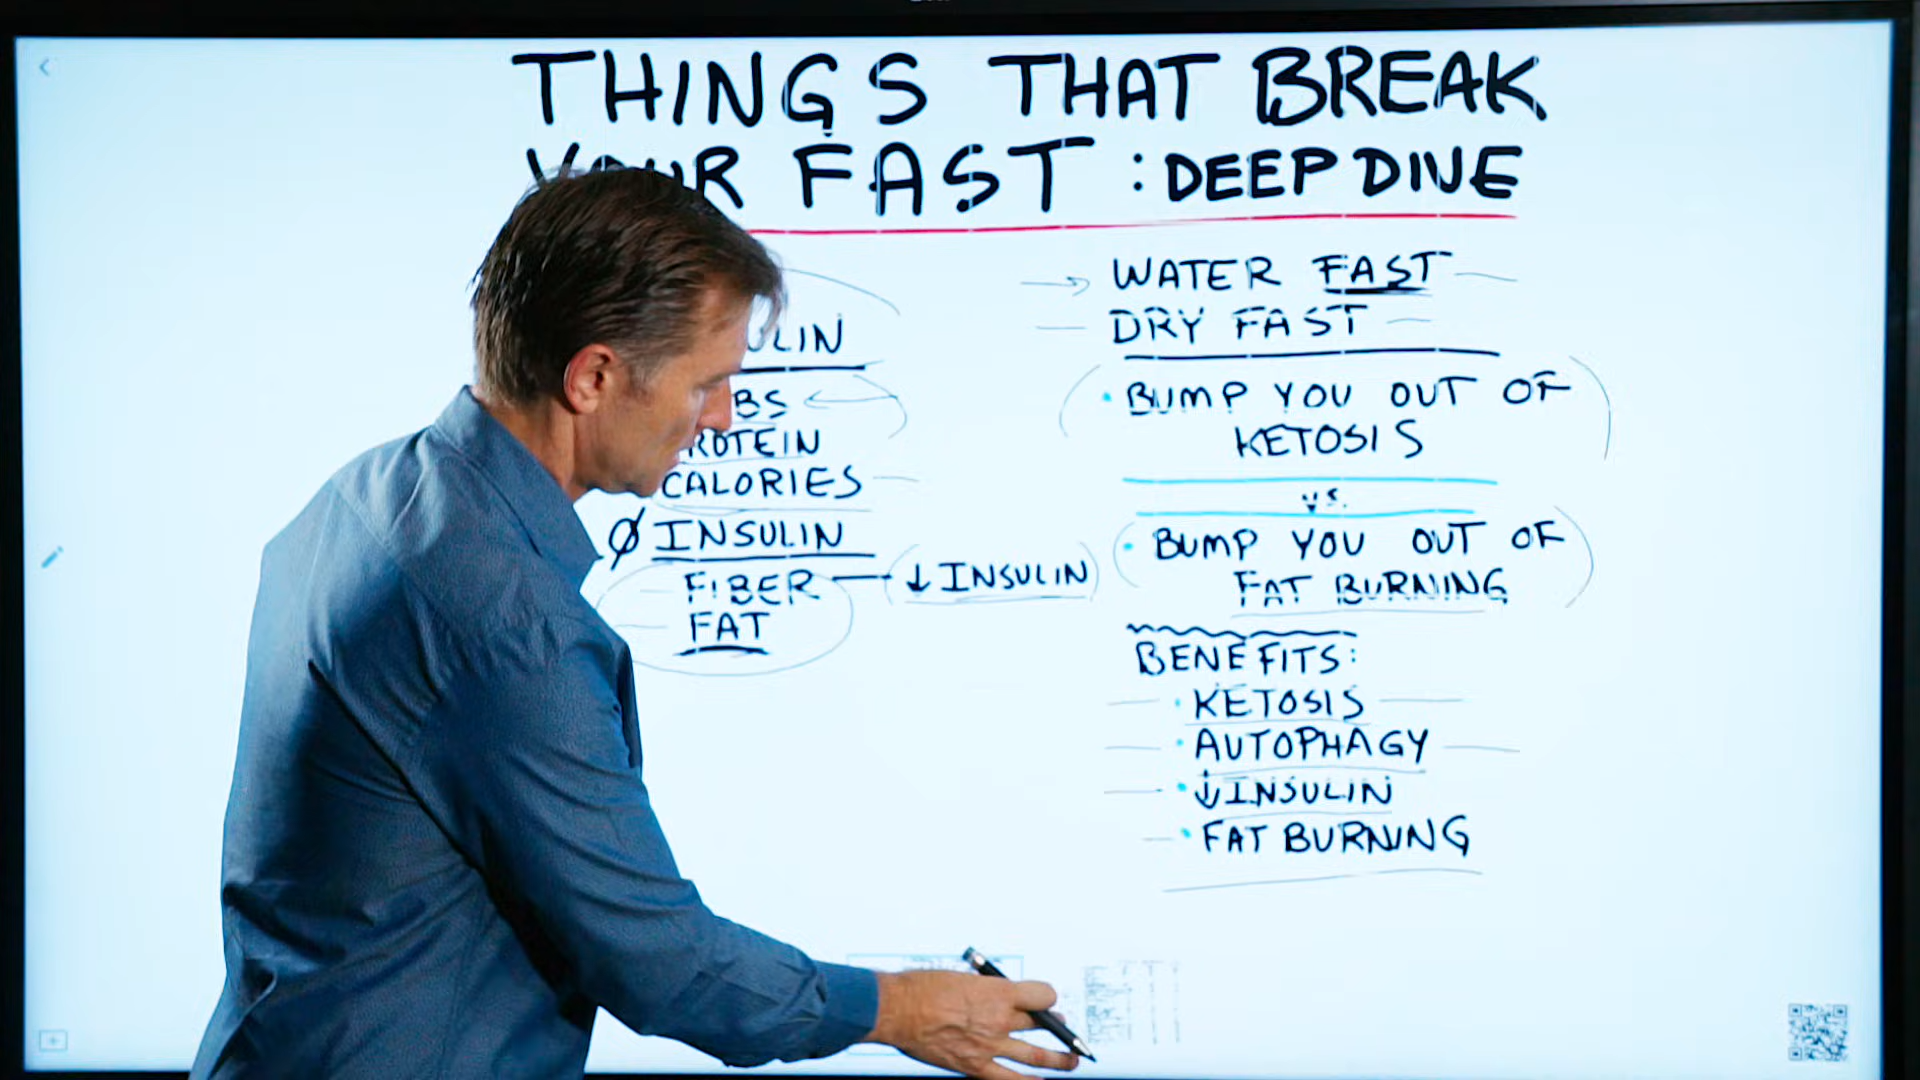 THINGS THAT BREAK
YOUR FAST : DEEP DIVE
ULIN
BS
ROTEIN
CALORIES
Ø INSULIN
FIBER — ↓ INSULIN
FAT
→ WATER FAST
DRY FAST
• BUMP YOU OUT OF
KETOSIS
vs.
• BUMP YOU OUT OF
FAT BURNING
BENEFITS:
• KETOSIS
• AUTOPHAGY
• ↓ INSULIN
• FAT BURNING